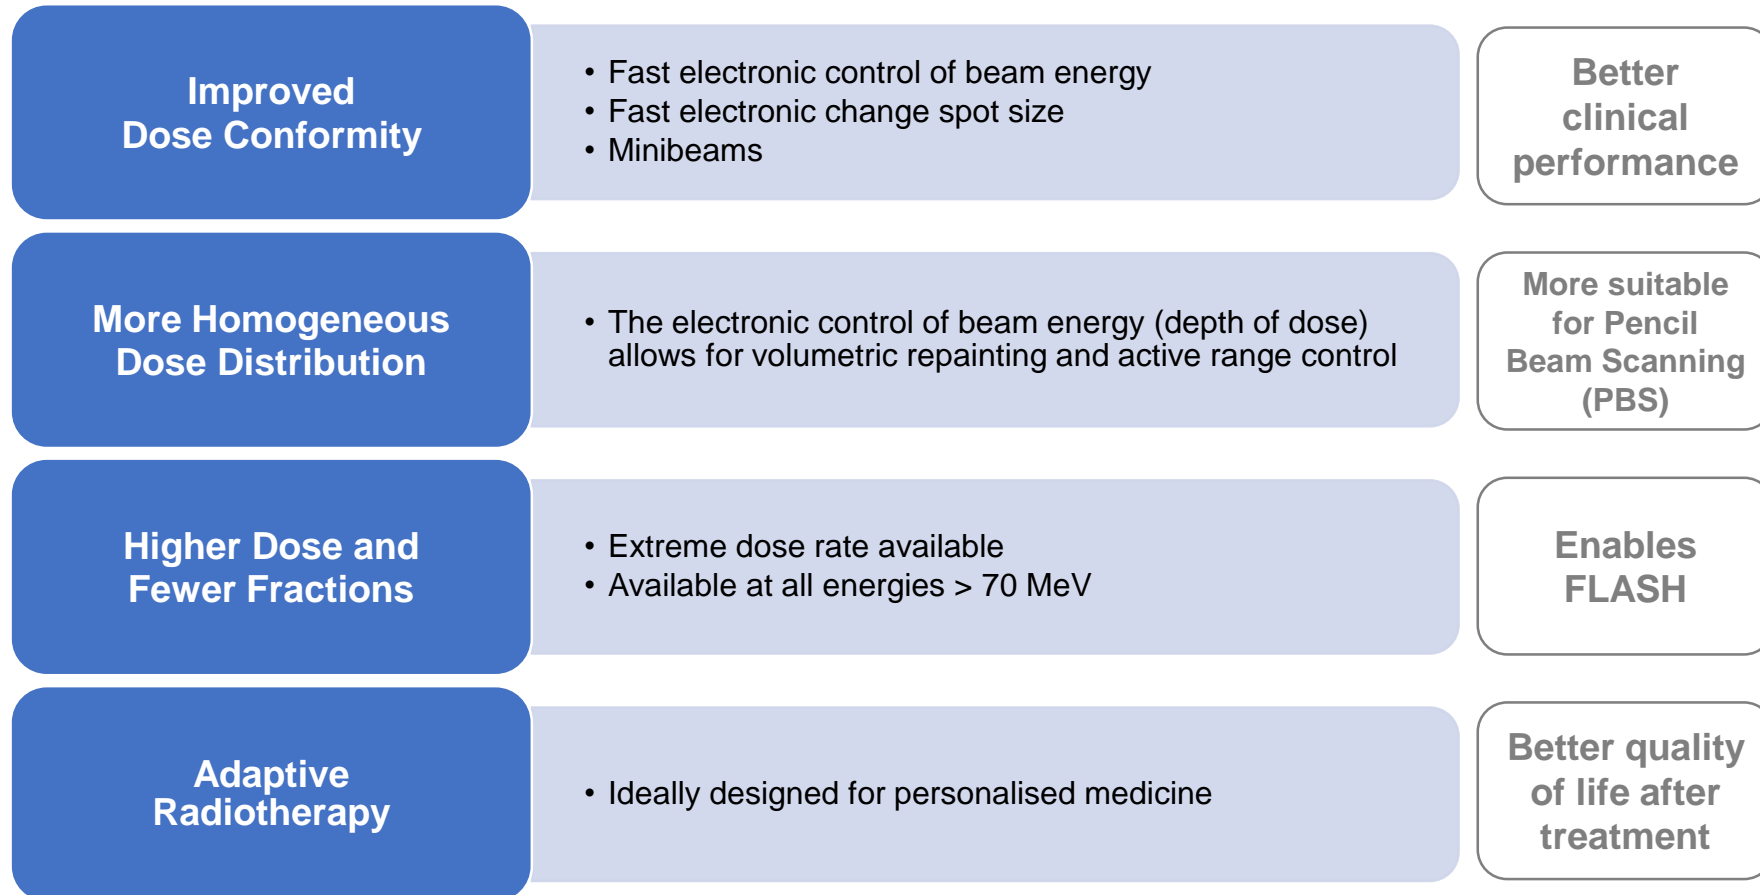 Improved
Dose Conformity
• Fast electronic control of beam energy
• Fast electronic change spot size
• Minibeams
Better
clinical
performance
More Homogeneous
Dose Distribution
• The electronic control of beam energy (depth of dose)
allows for volumetric repainting and active range control
More suitable
for Pencil
Beam Scanning
(PBS)
Higher Dose and
Fewer Fractions
• Extreme dose rate available
• Available at all energies > 70 MeV
Enables
FLASH
Adaptive
Radiotherapy
• Ideally designed for personalised medicine
Better quality
of life after
treatment